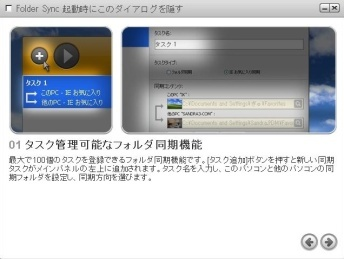 Folder Sync 起動時にこのダイアログを隠す
タスク 1
このPC - IE お気に入り
他のPC - IE お気に入り
タスク名:
タスク 1
タスクタイプ:
IEお気に入り
他のPC "SANDRA3-COM":
01 タスク管理可能なフォルダ同期機能
最大で100個のタスクを登録できるフォルダ同期機能です。[タスク追加]ボタンを押すと新しい同期
タスクがメインパネルの左上に追加されます。タスク名を入力し、このパソコンと他のパソコンの同
期フォルダを設定し、同期方向を選びます。